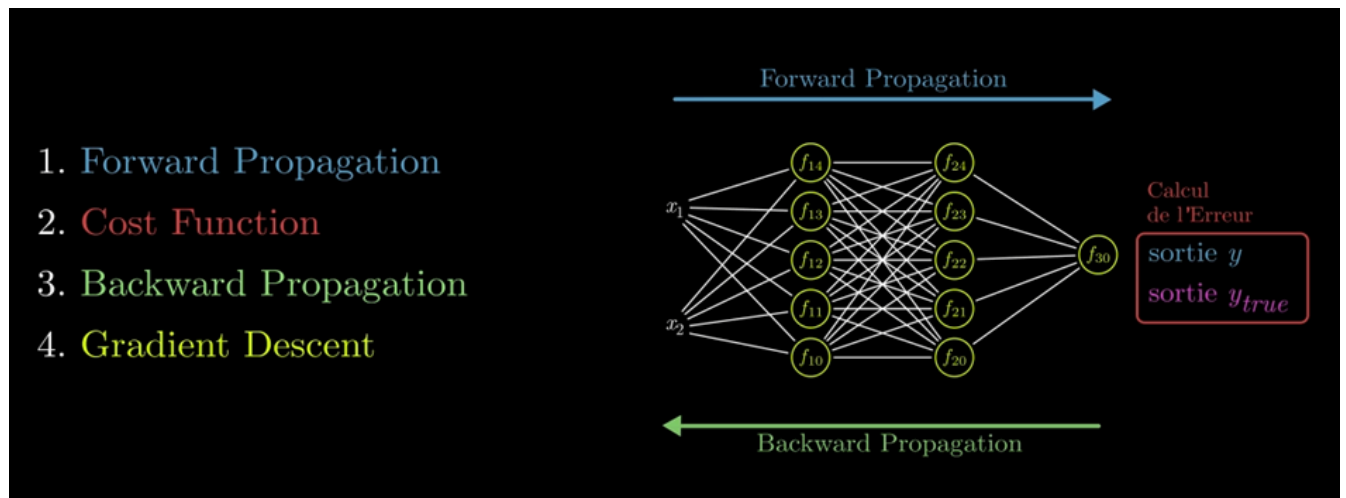 1. Forward Propagation
2. Cost Function
3. Backward Propagation
4. Gradient Descent
Forward Propagation
x₁
x₂
f₁₄
f₁₃
f₁₂
f₁₁
f₁₀
f₂₄
f₂₃
f₂₂
f₂₁
f₂₀
f₃₀
Calcul
de l'Erreur
sortie y
sortie y_true
Backward Propagation